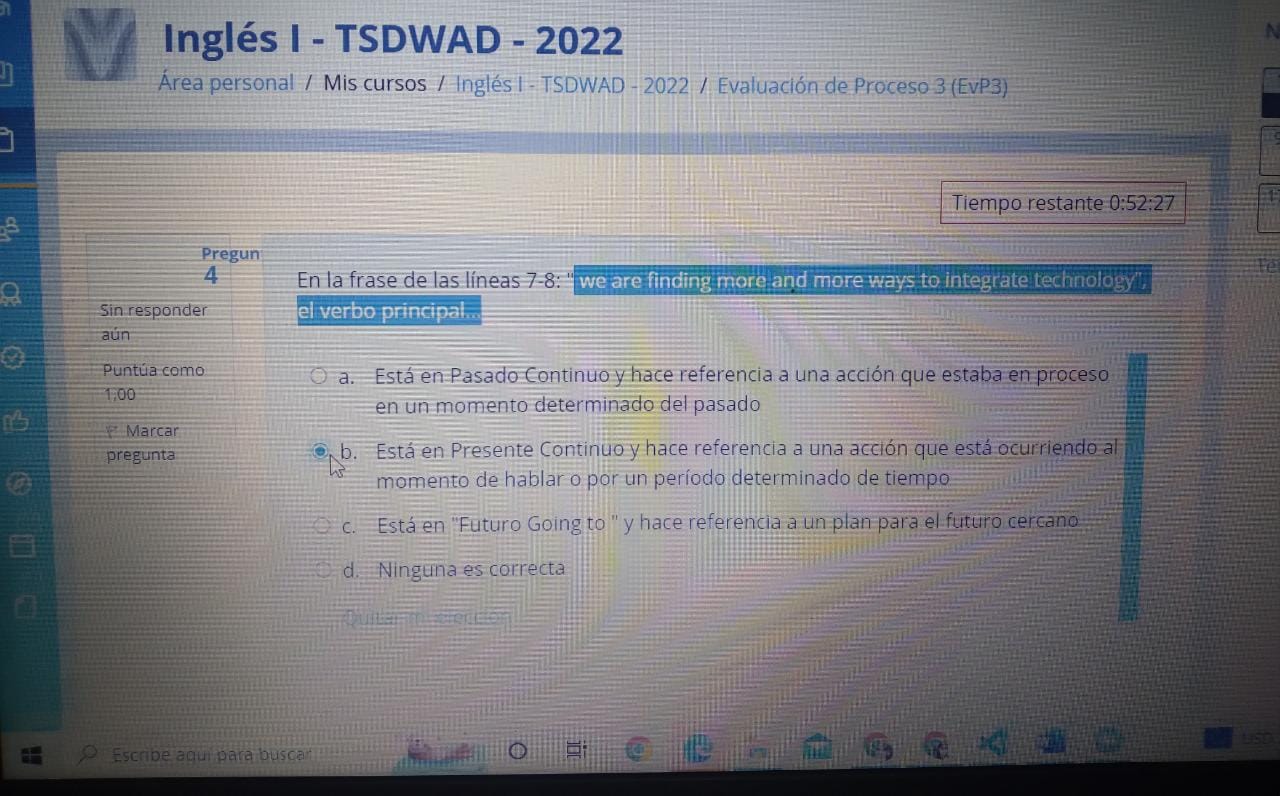 Inglés I - TSDWAD - 2022
Área personal / Mis cursos / Inglés I - TSDWAD - 2022 / Evaluación de Proceso 3 (EvP3)
Tiempo restante 0:52:27
Pregun
4
Sin responder
aún
Puntúa como
1,00
Marcar
pregunta
En la frase de las líneas 7-8: " we are finding more and more ways to integrate technology",
el verbo principal...
a. Está en Pasado Continuo y hace referencia a una acción que estaba en proceso
en un momento determinado del pasado
b. Está en Presente Continuo y hace referencia a una acción que está ocurriendo al
momento de hablar o por un período determinado de tiempo
c. Está en "Futuro Going to " y hace referencia a un plan para el futuro cercano
d. Ninguna es correcta
Quitar mi elección
Escribe aquí para buscar